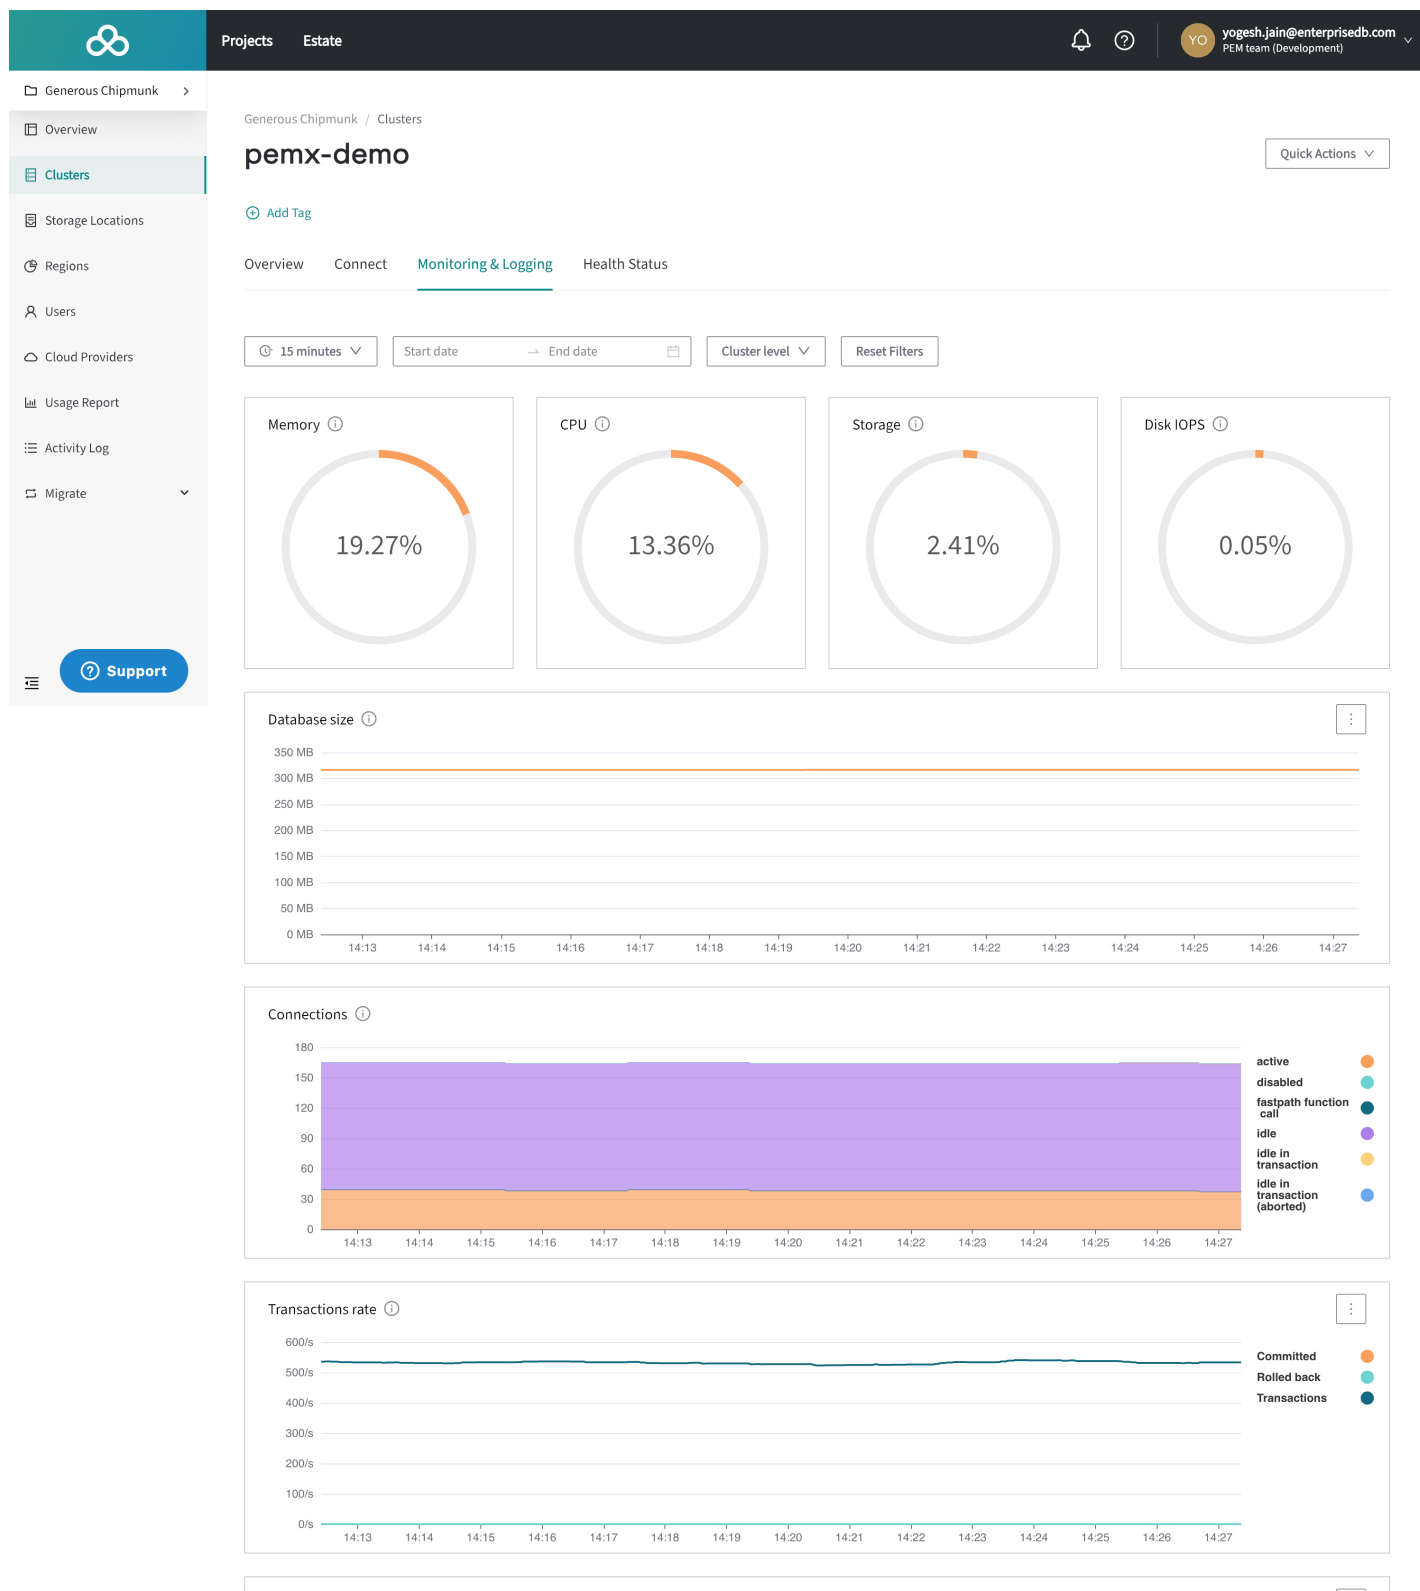 Projects
Estate
YO
yogesh.jain@enterprisedb.com
PEM team (Development)
Generous Chipmunk
Overview
Clusters
Storage Locations
Regions
Users
Cloud Providers
Usage Report
Activity Log
Migrate
Support
Generous Chipmunk / Clusters
pemx-demo
Quick Actions
Add Tag
Overview
Connect
Monitoring & Logging
Health Status
15 minutes
Start date
End date
Cluster level
Reset Filters
Memory
19.27%
CPU
13.36%
Storage
2.41%
Disk IOPS
0.05%
Database size
350 MB
300 MB
250 MB
200 MB
150 MB
100 MB
50 MB
0 MB
14:13 14:14 14:15 14:16 14:17 14:18 14:19 14:20 14:21 14:22 14:23 14:24 14:25 14:26 14:27
Connections
180
150
120
90
60
30
0
14:13 14:14 14:15 14:16 14:17 14:18 14:19 14:20 14:21 14:22 14:23 14:24 14:25 14:26 14:27
active
disabled
fastpath function
call
idle
idle in
transaction
idle in
transaction
(aborted)
Transactions rate
600/s
500/s
400/s
300/s
200/s
100/s
0/s
14:13 14:14 14:15 14:16 14:17 14:18 14:19 14:20 14:21 14:22 14:23 14:24 14:25 14:26 14:27
Committed
Rolled back
Transactions